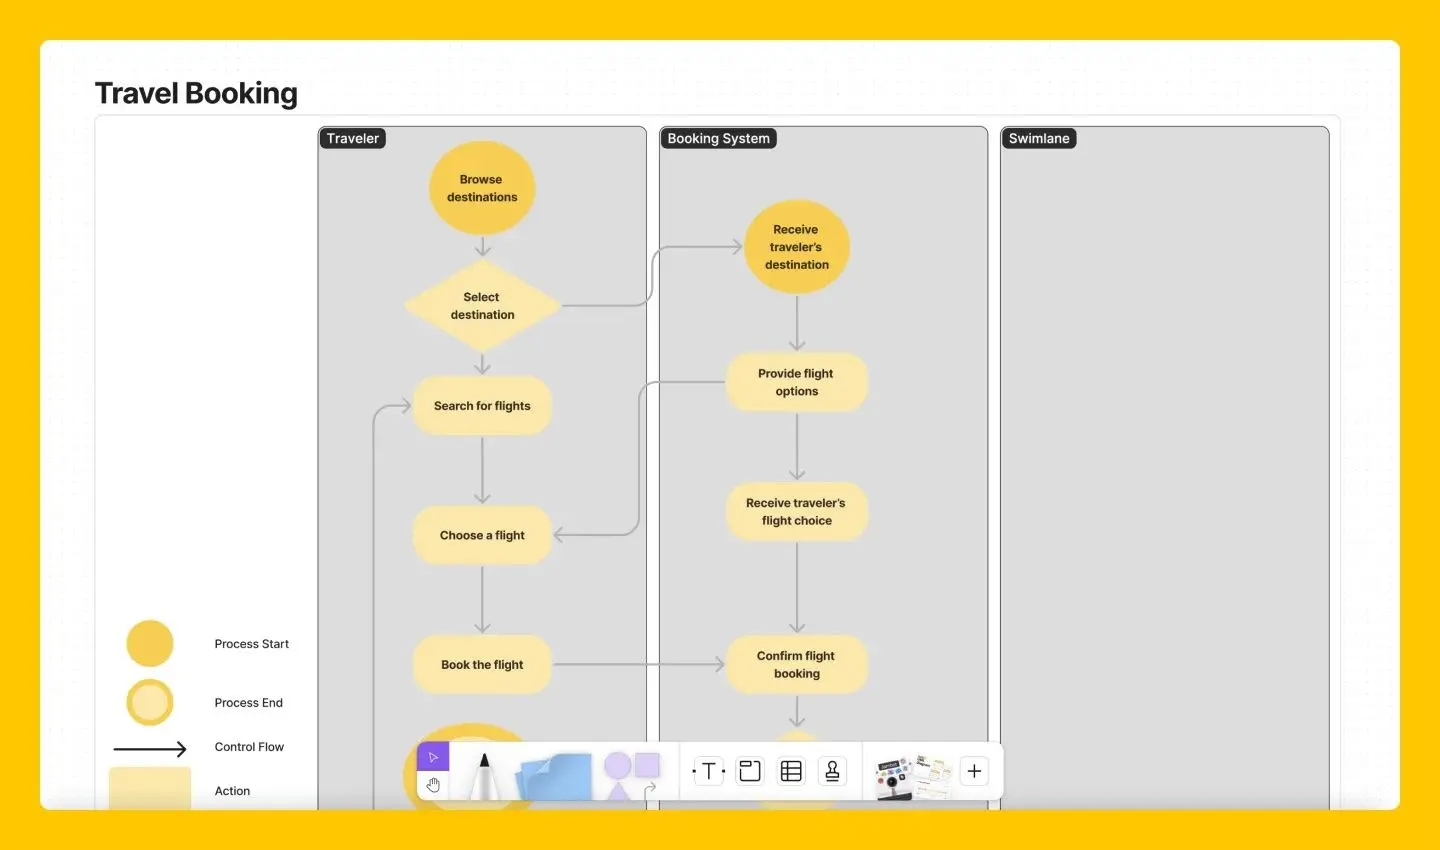 Travel Booking
Traveler
Booking System
Swimlane
Browse
destinations
Receive
traveler's
destination
Select
destination
Provide flight
options
Search for flights
Receive traveler's
flight choice
Choose a flight
Book the flight
Confirm flight
booking
Process Start
Process End
Control Flow
Action
T